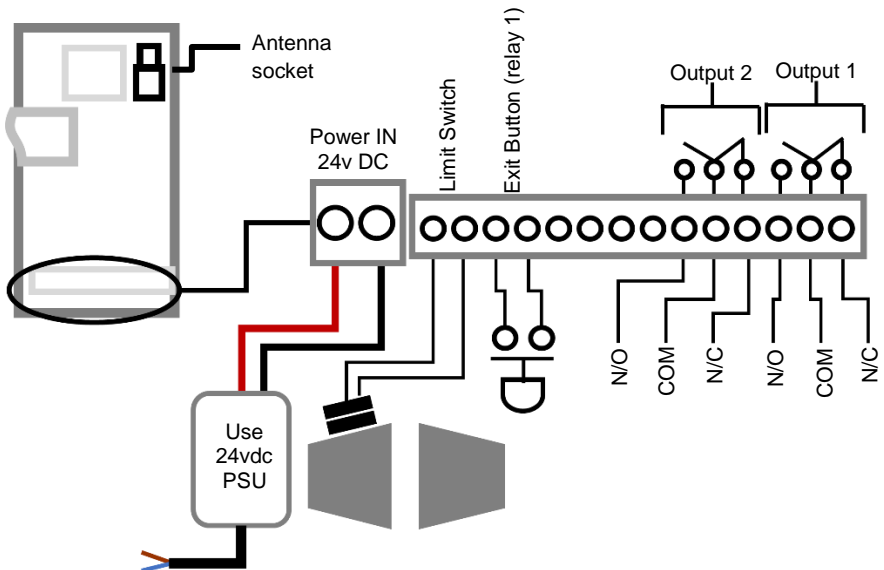 Antenna
socket
Power IN
24v DC
Limit Switch
Exit Button (relay 1)
Output 2
Output 1
N/O
COM
N/C
N/O
COM
N/C
Use
24vdc
PSU